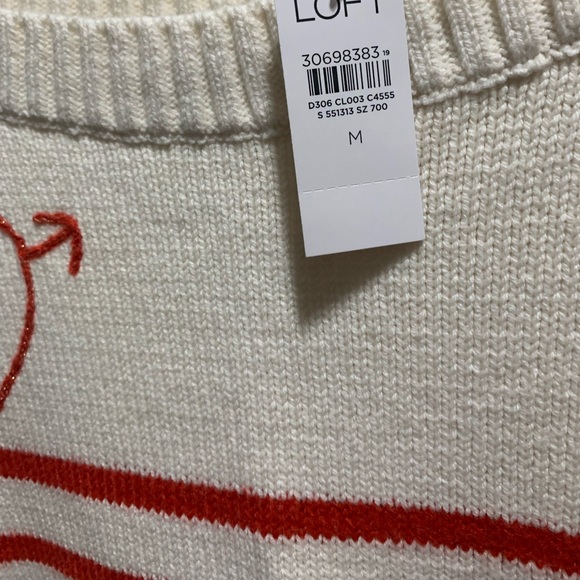 LOFT
30698383 19
D306 CL003 C4555
S 551313 SZ 700
M